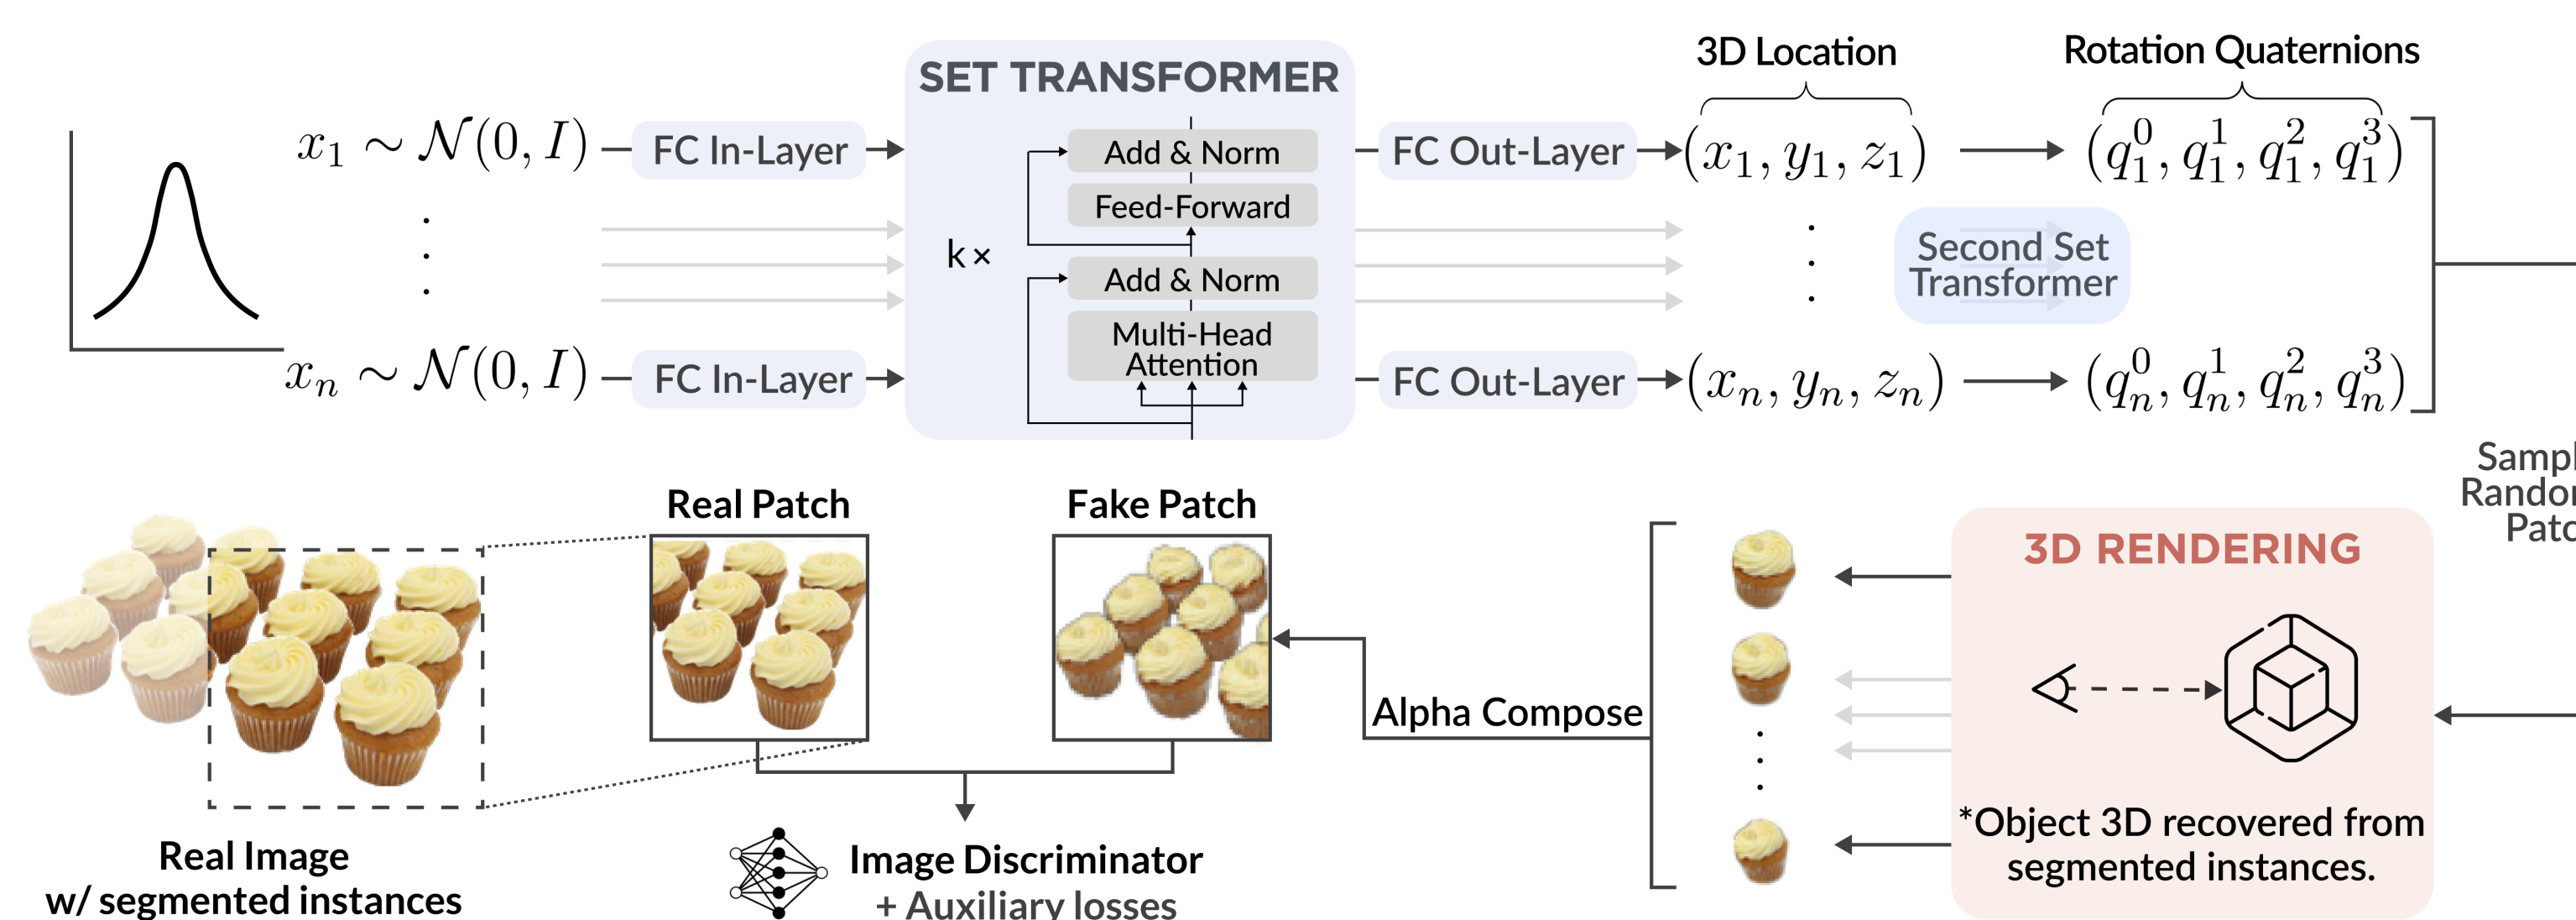 3D Location
Rotation Quaternions
SET TRANSFORMER
x₁ ~ 𝒩(0, I)
FC In-Layer
Add & Norm
FC Out-Layer
(x₁, y₁, z₁)
(q₁⁰, q₁¹, q₁², q₁³)
Feed-Forward
k ×
Second Set
Transformer
Add & Norm
Multi-Head
Attention
xₙ ~ 𝒩(0, I)
FC In-Layer
FC Out-Layer
(xₙ, yₙ, zₙ)
(qₙ⁰, qₙ¹, qₙ², qₙ³)
Real Patch
Fake Patch
3D RENDERING
Alpha Compose
*Object 3D recovered from
segmented instances.
Real Image
w/ segmented instances
Image Discriminator
+ Auxiliary losses